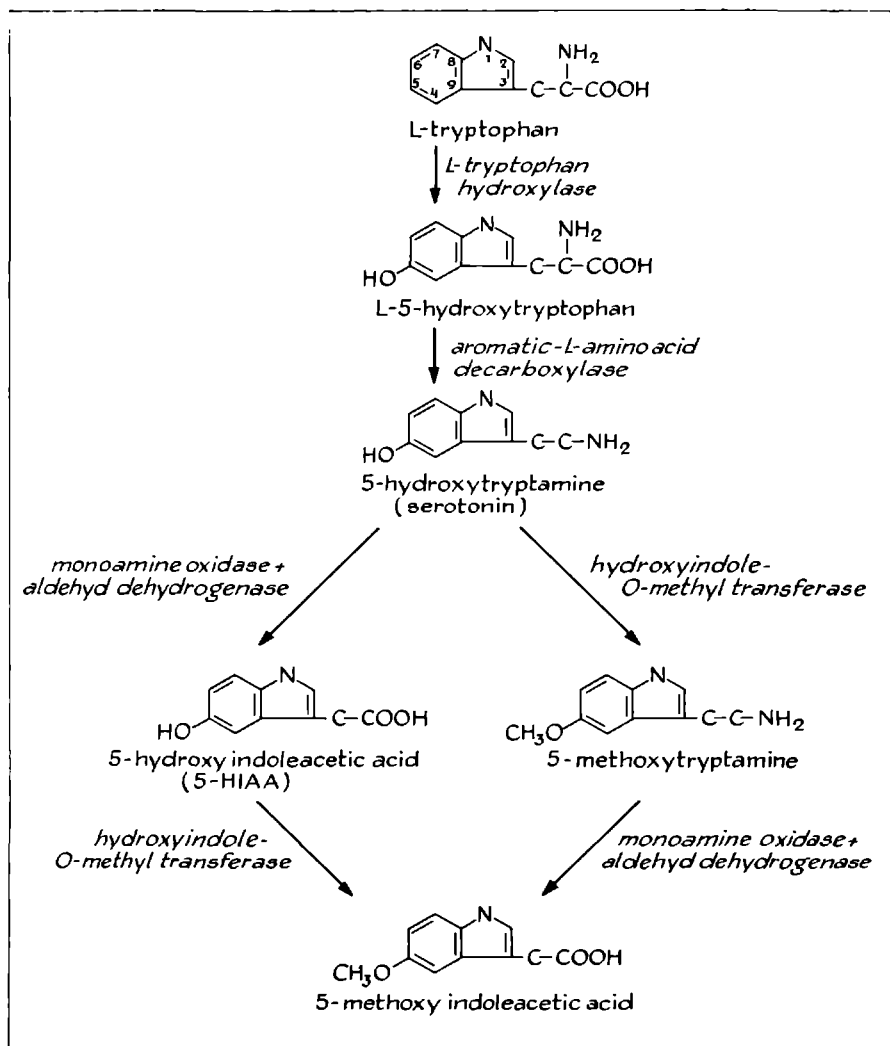 N
1
2
3
4
5
6
7
8
9
NH2
C-C-COOH
L-tryptophan
L-tryptophan
hydroxylase
N
NH2
C-C-COOH
HO
L-5-hydroxytryptophan
aromatic-L-amino acid
decarboxylase
N
C-C-NH2
HO
5-hydroxytryptamine
(serotonin)
monoamine oxidase+
aldehyd dehydrogenase
hydroxyindole-
O-methyl transferase
N
C-COOH
HO
5-hydroxy indoleacetic acid
(5-HIAA)
N
C-C-NH2
CH3O
5-methoxytryptamine
hydroxyindole-
O-methyl transferase
monoamine oxidase+
aldehyd dehydrogenase
N
C-COOH
CH3O
5-methoxy indoleacetic acid